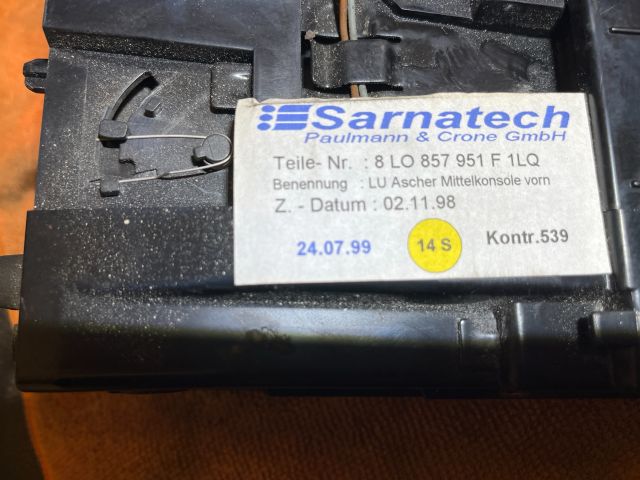 Sarnatech
Paulmann & Crone GmbH
Teile- Nr. : 8 LO 857 951 F 1LQ
Benennung : LU Ascher Mittelkonsole vorn
Z. - Datum : 02.11.98
24.07.99 14 S Kontr.539